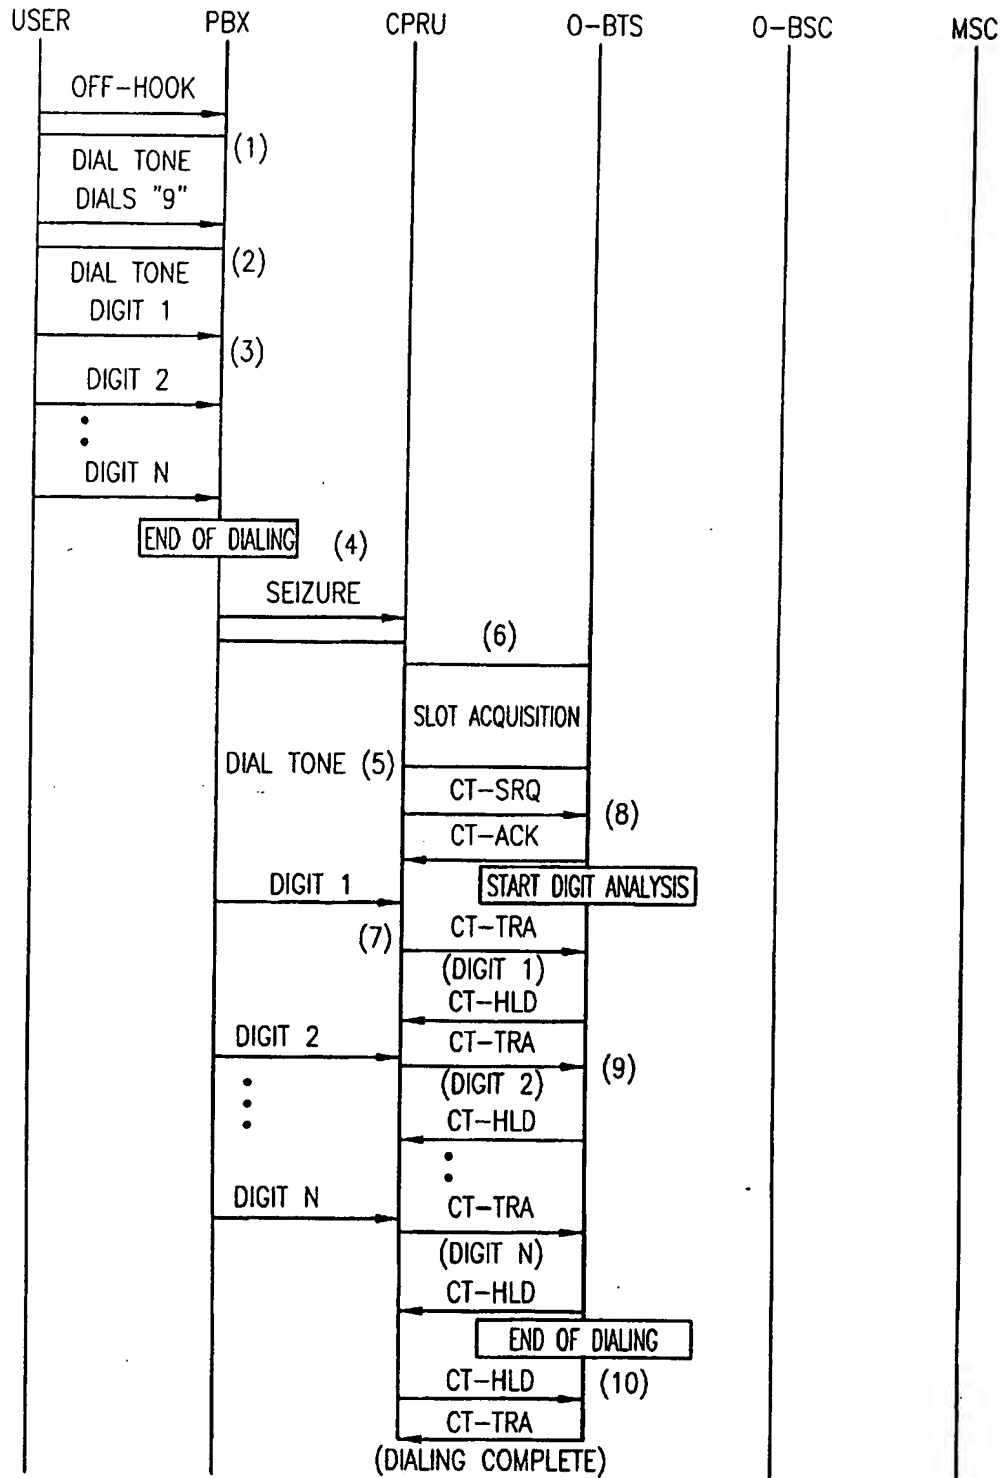 USER PBX CPRU O-BTS O-BSC MSC
OFF-HOOK
(1)
DIAL TONE
DIALS "9"
(2)
DIAL TONE
DIGIT 1
(3)
DIGIT 2
DIGIT N
END OF DIALING (4)
SEIZURE
(6)
SLOT ACQUISITION
DIAL TONE (5)
CT-SRQ
(8)
CT-ACK
DIGIT 1 START DIGIT ANALYSIS
(7) CT-TRA
(DIGIT 1)
CT-HLD
DIGIT 2 CT-TRA
(9)
(DIGIT 2)
CT-HLD
DIGIT N CT-TRA
(DIGIT N)
CT-HLD
END OF DIALING
CT-HLD (10)
CT-TRA
(DIALING COMPLETE)